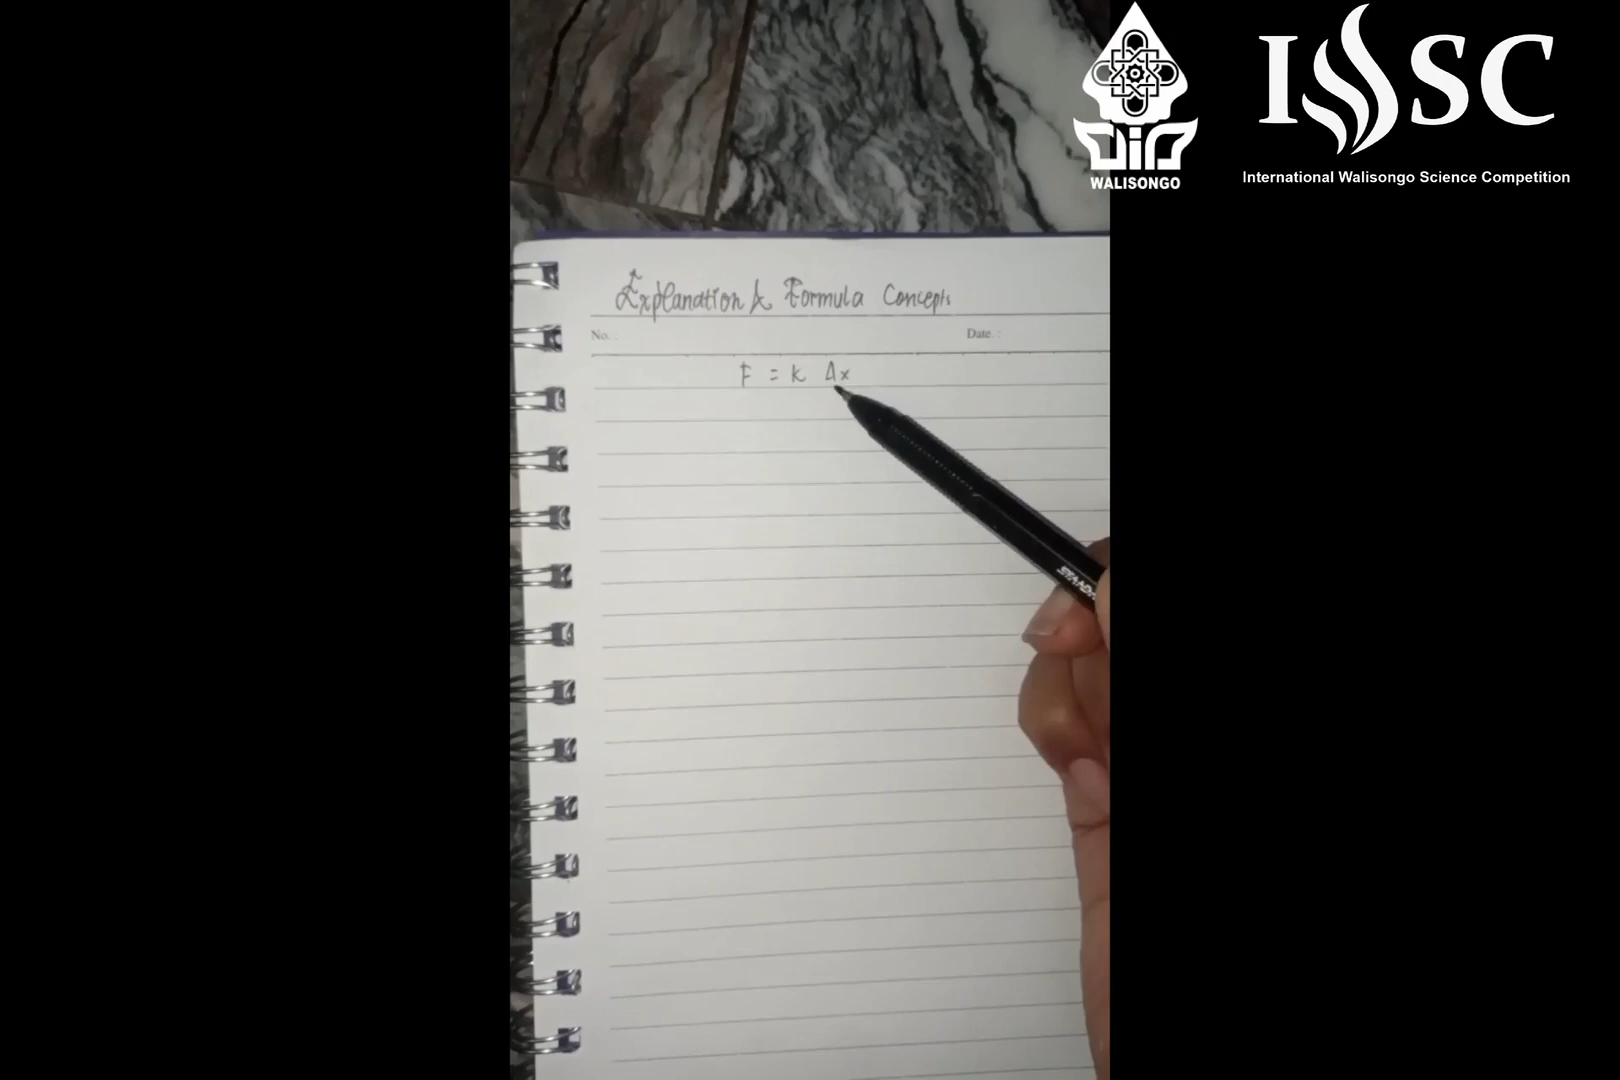 WALISONGO
ISSC
International Walisongo Science Competition
Explanation & Formula Concepts
No. :
Date. :
F = k Δx